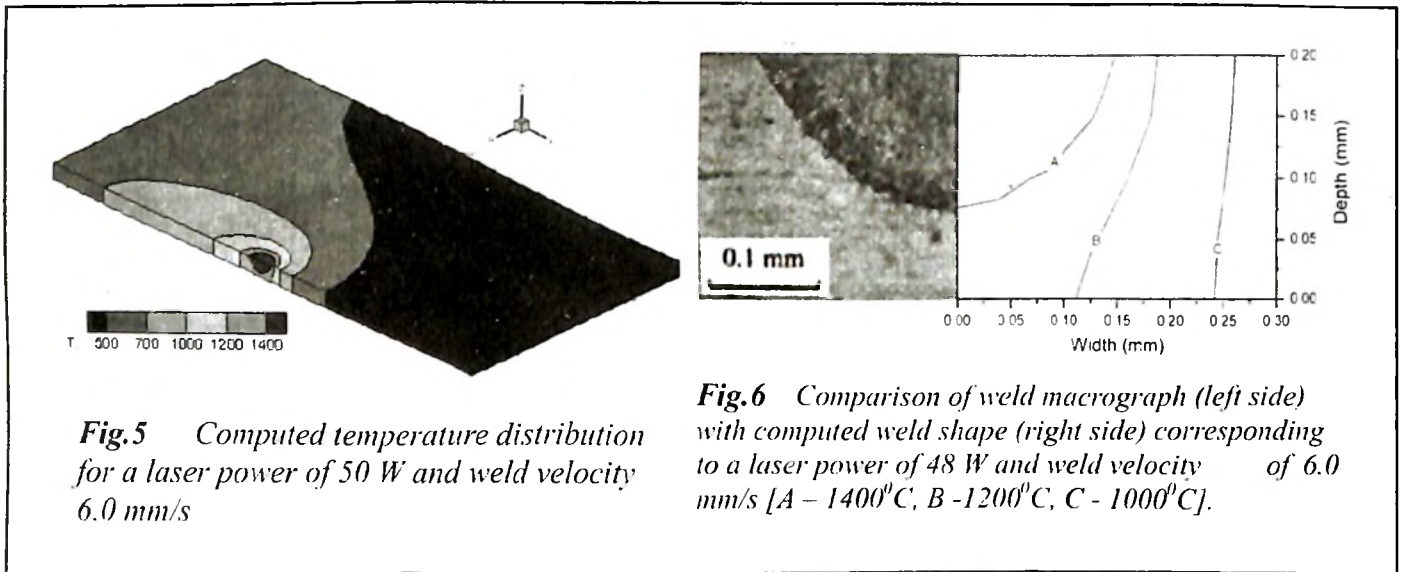 Z
T. 500 700 1000 1200 1400
Fig.5 Computed temperature distribution
for a laser power of 50 W and weld velocity
6.0 mm/s
0.1 mm
A
B
C
0.20
0.15
0.10
0.05
0.00
Depth (mm)
0.00 0.05 0.10 0.15 0.20 0.25 0.30
Width (mm)
Fig.6 Comparison of weld macrograph (left side)
with computed weld shape (right side) corresponding
to a laser power of 48 W and weld velocity of 6.0
mm/s [A – 1400⁰C, B -1200⁰C, C - 1000⁰C].